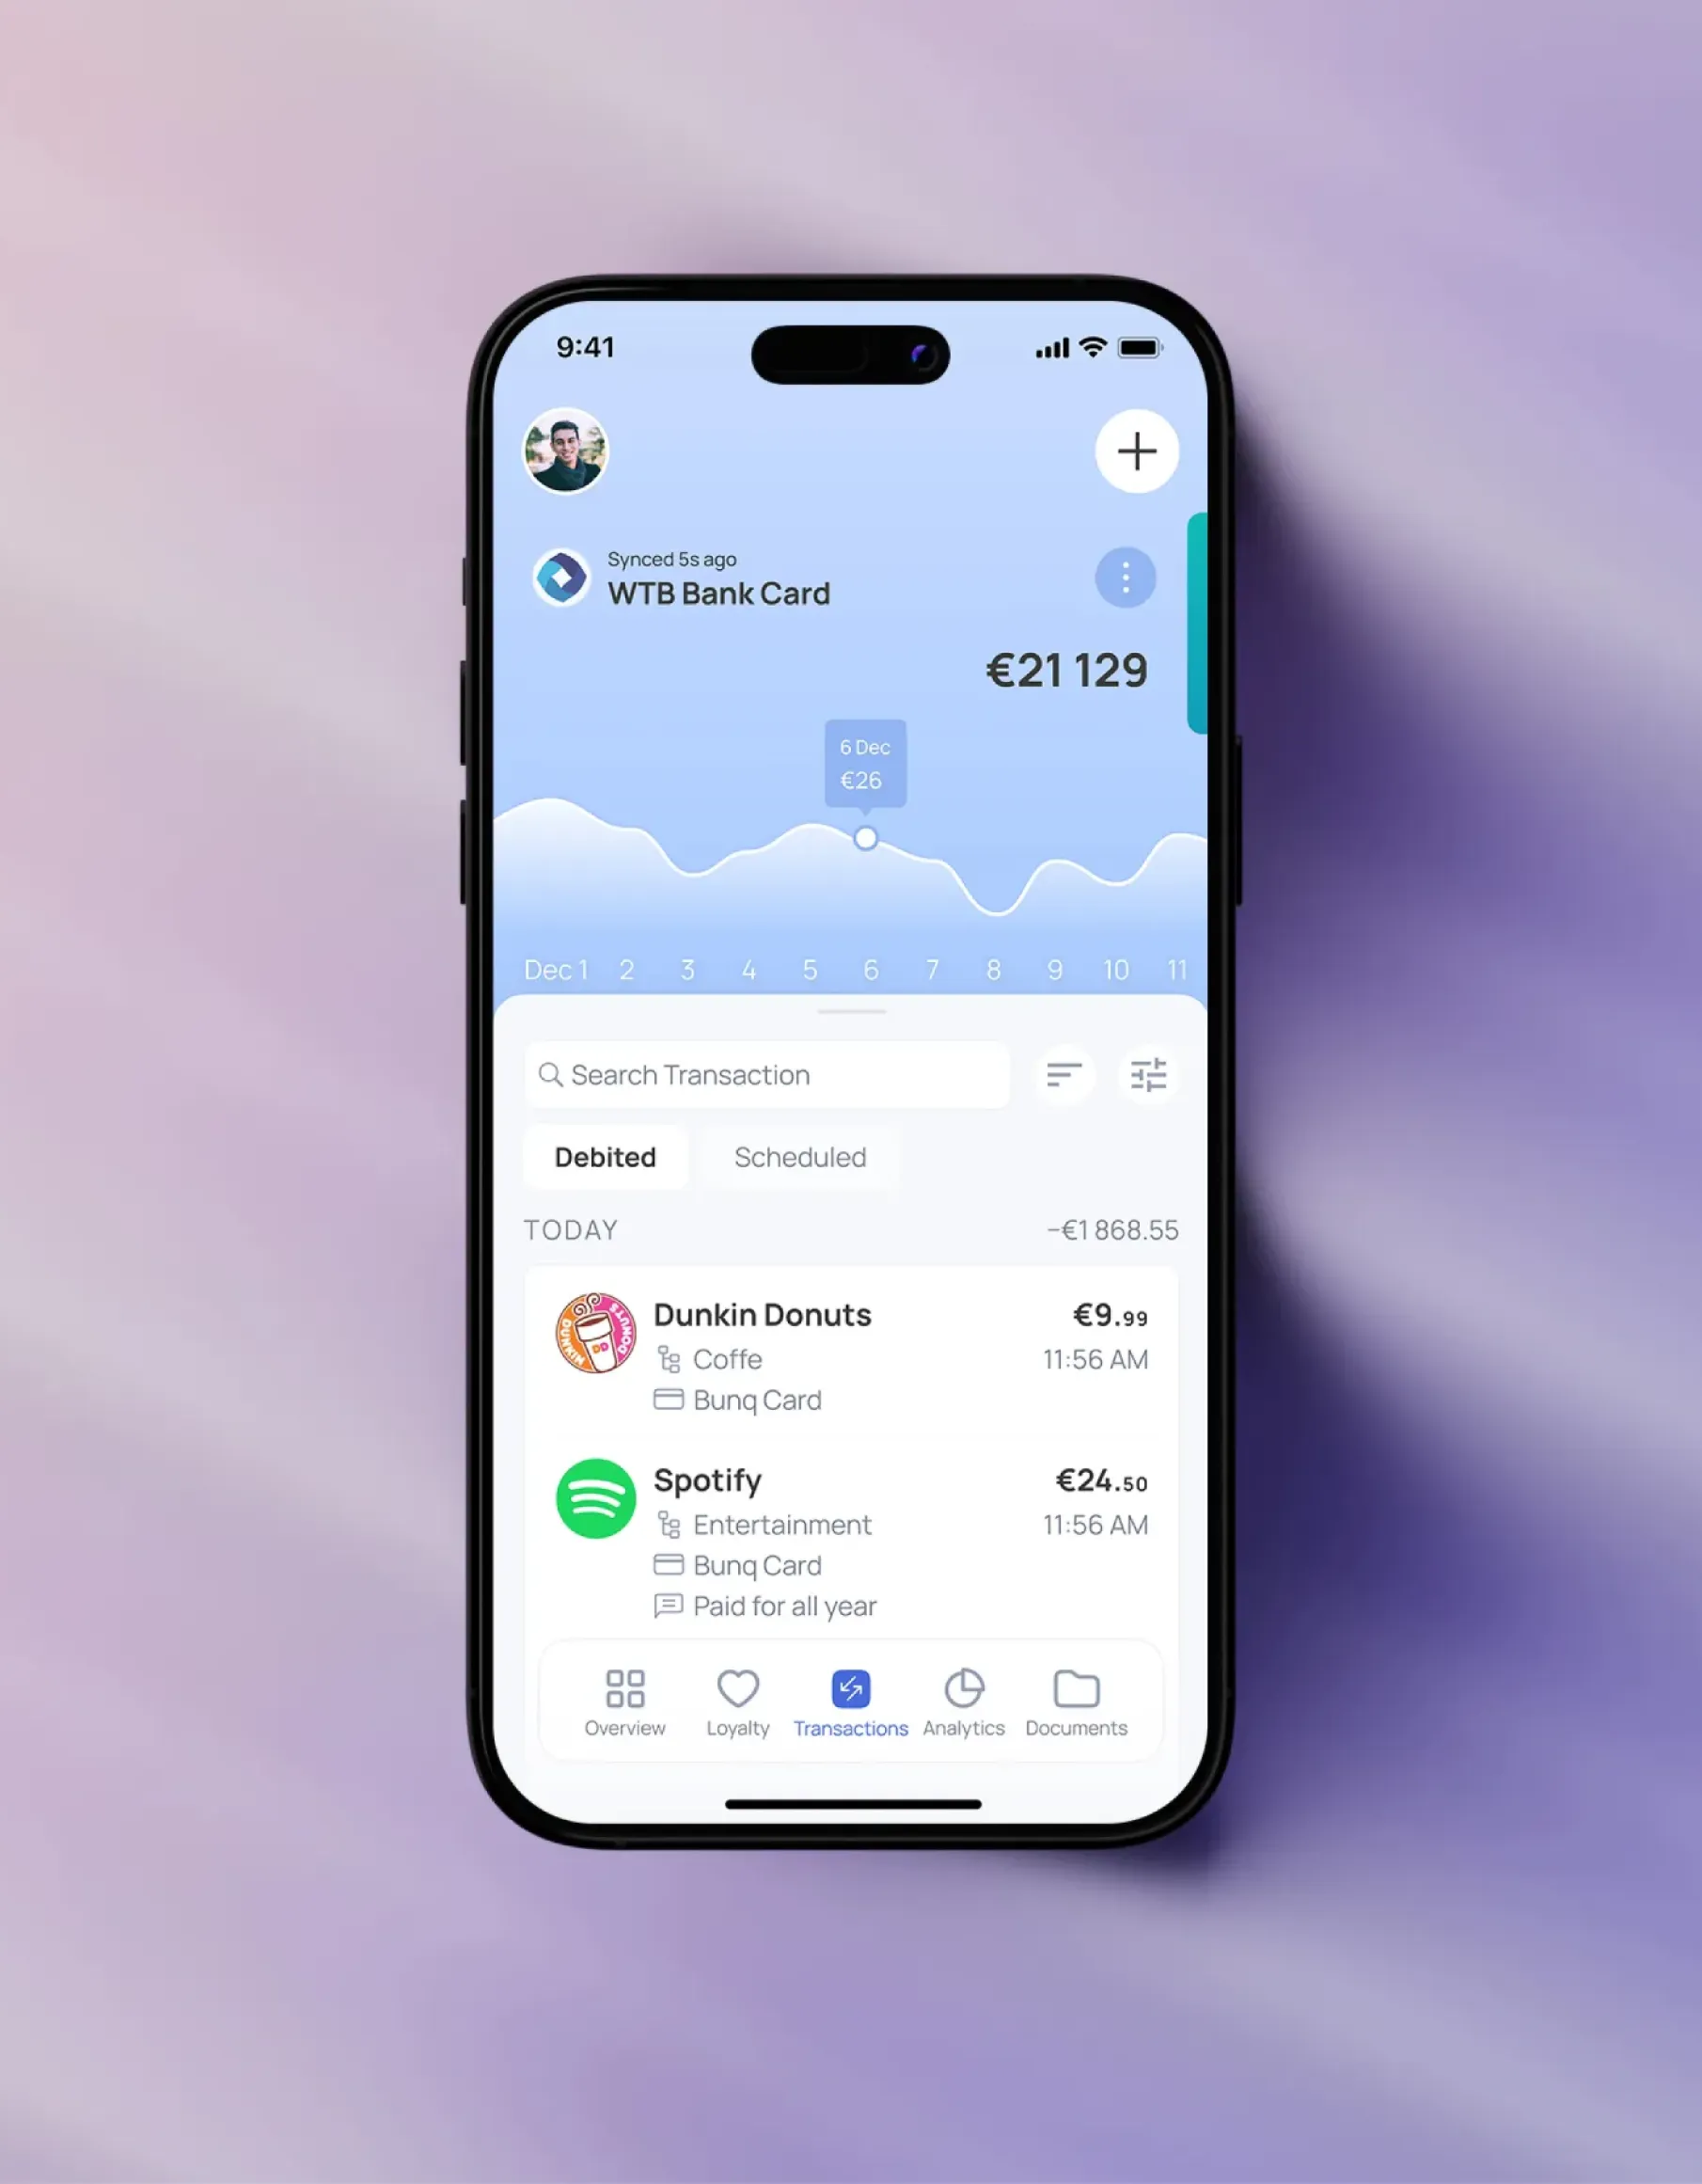 9:41
Synced 5s ago
WTB Bank Card
€21 129
6 Dec
€26
Dec 1 2 3 4 5 6 7 8 9 10 11
Search Transaction
Debited Scheduled
TODAY −€1 868.55
DUNKIN DONUTS
DD
Dunkin Donuts €9.99
Coffe 11:56 AM
Bunq Card
Spotify €24.50
Entertainment 11:56 AM
Bunq Card
Paid for all year
Overview Loyalty Transactions Analytics Documents